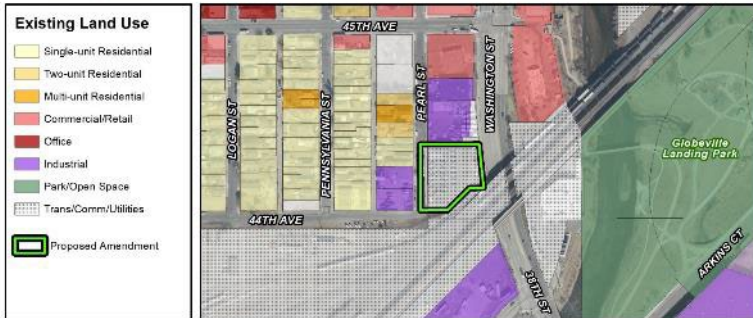 Existing Land Use
Single-unit Residential
Two-unit Residential
Multi-unit Residential
Commercial/Retail
Office
Industrial
Park/Open Space
Trans/Comm/Utilities
Proposed Amendment
45TH AVE
LOGAN ST
PENNSYLVANIA ST
PEARL ST
WASHINGTON ST
Globeville
Landing Park
44TH AVE
38TH ST
ARKINS CT